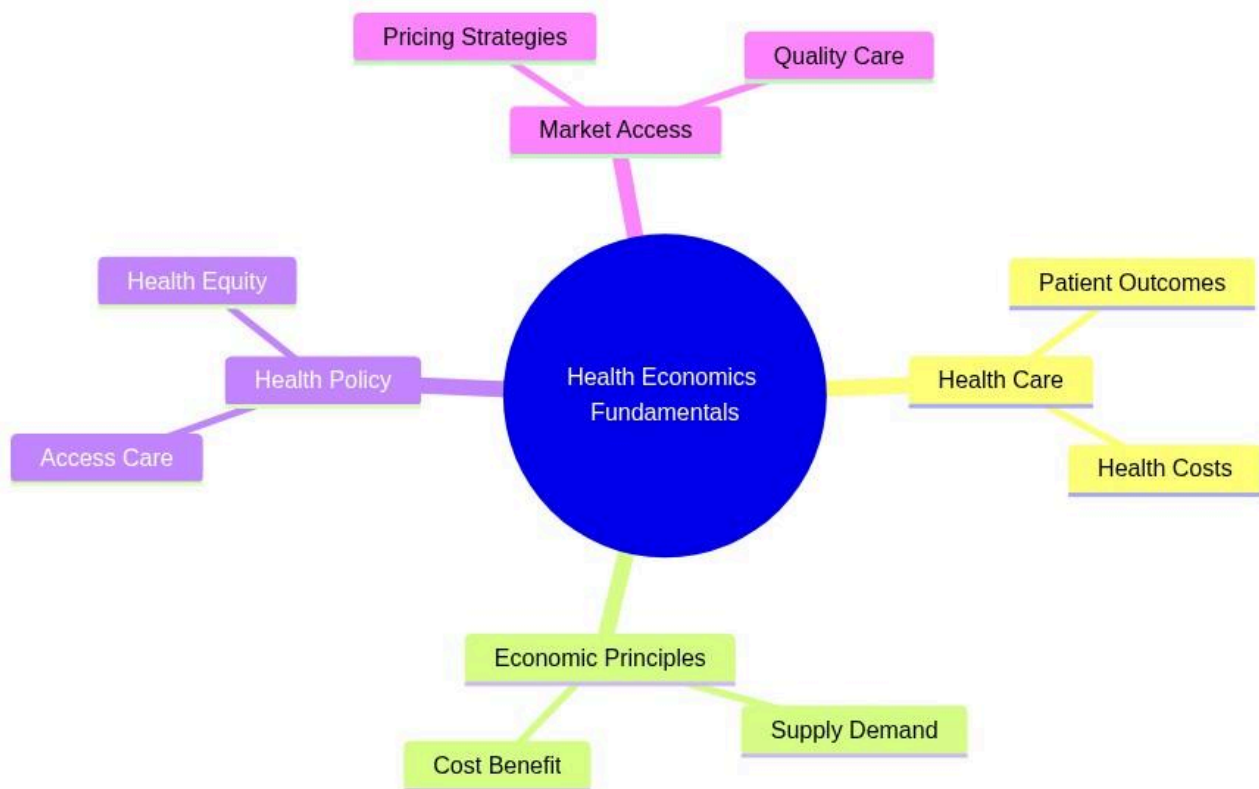 Pricing Strategies
Quality Care
Market Access
Health Equity
Patient Outcomes
Health Policy
Health Economics
Fundamentals
Health Care
Access Care
Health Costs
Economic Principles
Supply Demand
Cost Benefit